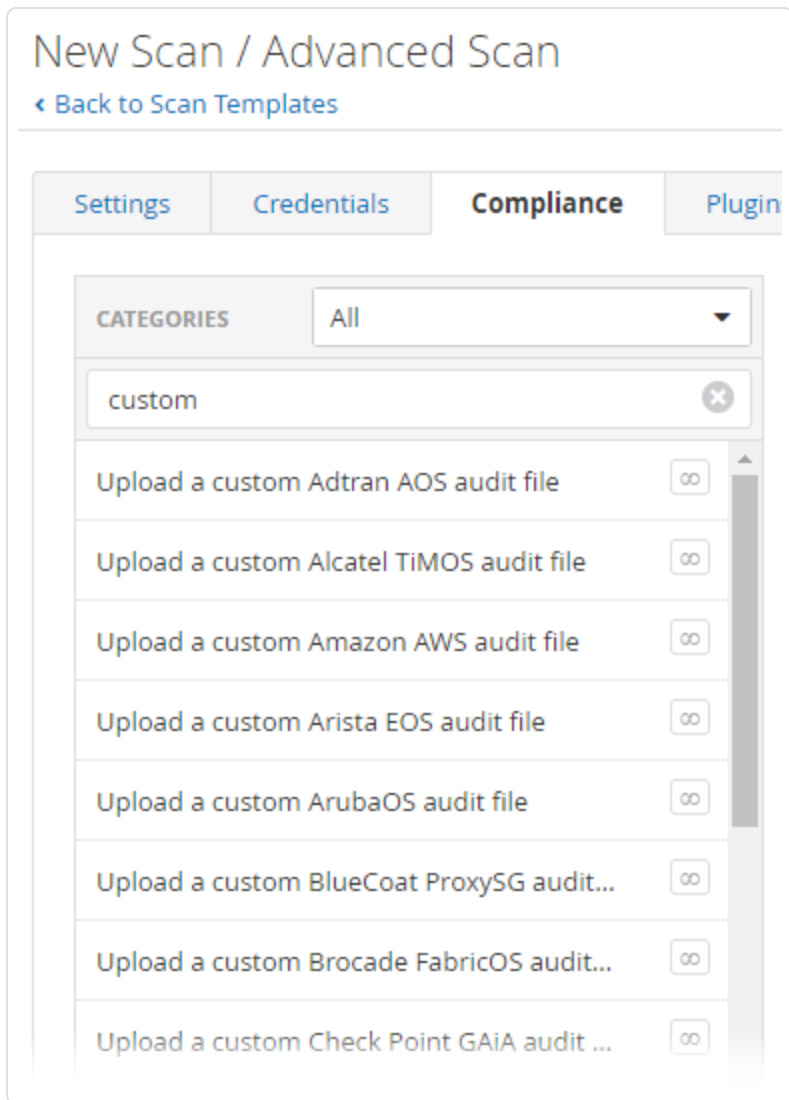 New Scan / Advanced Scan
‹ Back to Scan Templates
Settings Credentials Compliance Plugin
CATEGORIES All
custom
Upload a custom Adtran AOS audit file ∞
Upload a custom Alcatel TiMOS audit file ∞
Upload a custom Amazon AWS audit file ∞
Upload a custom Arista EOS audit file ∞
Upload a custom ArubaOS audit file ∞
Upload a custom BlueCoat ProxySG audit... ∞
Upload a custom Brocade FabricOS audit... ∞
Upload a custom Check Point GAiA audit ... ∞